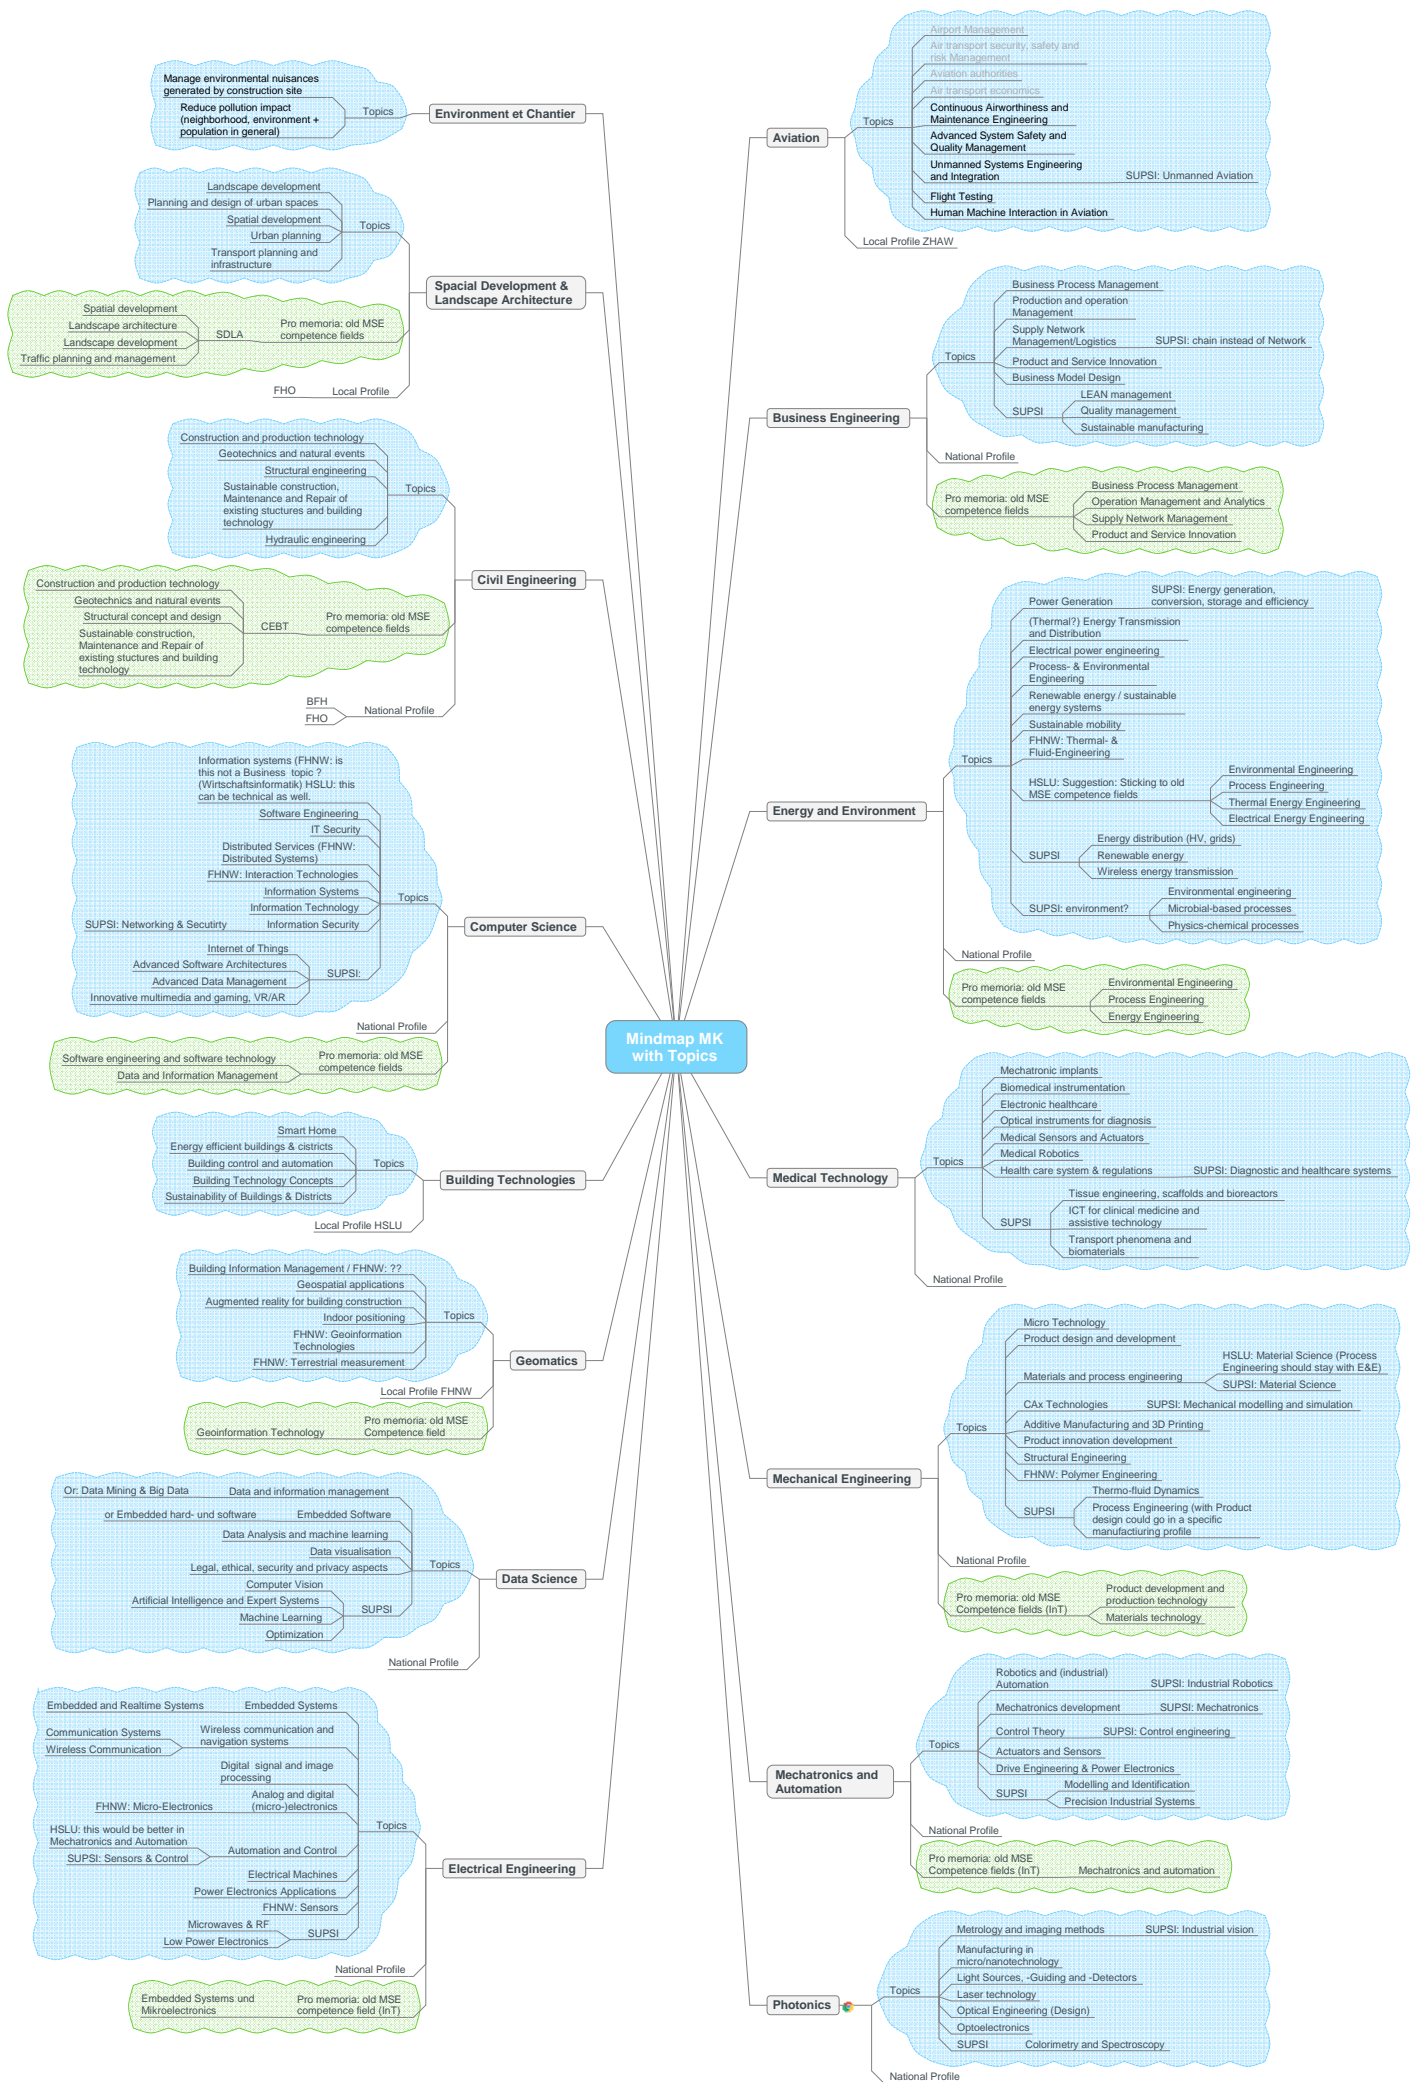 Mindmap MK
with Topics
Environment et Chantier
Topics
Manage environmental nuisances
generated by construction site
Reduce pollution impact
(neighborhood, environment +
population in general)
Spacial Development &
Landscape Architecture
Topics
Landscape development
Planning and design of urban spaces
Spatial development
Urban planning
Transport planning and
infrastructure
Pro memoria: old MSE
competence fields
SDLA
Spatial development
Landscape architecture
Landscape development
Traffic planning and management
Local Profile
FHO
Civil Engineering
Topics
Construction and production technology
Geotechnics and natural events
Structural engineering
Sustainable construction,
Maintenance and Repair of
existing stuctures and building
technology
Hydraulic engineering
Pro memoria: old MSE
competence fields
CEBT
Construction and production technology
Geotechnics and natural events
Structural concept and design
Sustainable construction,
Maintenance and Repair of
existing stuctures and building
technology
National Profile
BFH
FHO
Computer Science
Topics
Information systems (FHNW: is
this not a Business  topic ?
(Wirtschaftsinformatik) HSLU: this
can be technical as well.
Software Engineering
IT Security
Distributed Services (FHNW:
Distributed Systems)
FHNW: Interaction Technologies
Information Systems
Information Technology
Information Security
SUPSI: Networking & Secutirty
SUPSI:
Internet of Things
Advanced Software Architectures
Advanced Data Management
Innovative multimedia and gaming, VR/AR
National Profile
Pro memoria: old MSE
competence fields
Software engineering and software technology
Data and Information Management
Building Technologies
Topics
Smart Home
Energy efficient buildings & cistricts
Building control and automation
Building Technology Concepts
Sustainability of Buildings & Districts
Local Profile HSLU
Geomatics
Topics
Building Information Management / FHNW: ??
Geospatial applications
Augmented reality for building construction
Indoor positioning
FHNW: Geoinformation
Technologies
FHNW: Terrestrial measurement
Local Profile FHNW
Pro memoria: old MSE
Competence field
Geoinformation Technology
Data Science
Topics
Data and information management
Or: Data Mining & Big Data
Embedded Software
or Embedded hard- und software
Data Analysis and machine learning
Data visualisation
Legal, ethical, security and privacy aspects
SUPSI
Computer Vision
Artificial Intelligence and Expert Systems
Machine Learning
Optimization
National Profile
Electrical Engineering
Topics
Embedded Systems
Embedded and Realtime Systems
Wireless communication and
navigation systems
Communication Systems
Wireless Communication
Digital  signal and image
processing
Analog and digital
(micro-)electronics
FHNW: Micro-Electronics
Automation and Control
HSLU: this would be better in
Mechatronics and Automation
SUPSI: Sensors & Control
Electrical Machines
Power Electronics Applications
FHNW: Sensors
SUPSI
Microwaves & RF
Low Power Electronics
National Profile
Pro memoria: old MSE
competence field (InT)
Embedded Systems und
Mikroelectronics
Aviation
Topics
Airport Management
Air transport security, safety and
risk Management
Aviation authorities
Air transport economics
Continuous Airworthiness and
Maintenance Engineering
Advanced System Safety and
Quality Management
Unmanned Systems Engineering
and Integration
SUPSI: Unmanned Aviation
Flight Testing
Human Machine Interaction in Aviation
Local Profile ZHAW
Business Engineering
Topics
Business Process Management
Production and operation
Management
Supply Network
Management/Logistics
SUPSI: chain instead of Network
Product and Service Innovation
Business Model Design
SUPSI
LEAN management
Quality management
Sustainable manufacturing
National Profile
Pro memoria: old MSE
competence fields
Business Process Management
Operation Management and Analytics
Supply Network Management
Product and Service Innovation
Energy and Environment
Topics
Power Generation
SUPSI: Energy generation,
conversion, storage and efficiency
(Thermal?) Energy Transmission
and Distribution
Electrical power engineering
Process- & Environmental
Engineering
Renewable energy / sustainable
energy systems
Sustainable mobility
FHNW: Thermal- &
Fluid-Engineering
HSLU: Suggestion: Sticking to old
MSE competence fields
Environmental Engineering
Process Engineering
Thermal Energy Engineering
Electrical Energy Engineering
SUPSI
Energy distribution (HV, grids)
Renewable energy
Wireless energy transmission
SUPSI: environment?
Environmental engineering
Microbial-based processes
Physics-chemical processes
National Profile
Pro memoria: old MSE
competence fields
Environmental Engineering
Process Engineering
Energy Engineering
Medical Technology
Topics
Mechatronic implants
Biomedical instrumentation
Electronic healthcare
Optical instruments for diagnosis
Medical Sensors and Actuators
Medical Robotics
Health care system & regulations
SUPSI: Diagnostic and healthcare systems
SUPSI
Tissue engineering, scaffolds and bioreactors
ICT for clinical medicine and
assistive technology
Transport phenomena and
biomaterials
National Profile
Mechanical Engineering
Topics
Micro Technology
Product design and development
Materials and process engineering
HSLU: Material Science (Process
Engineering should stay with E&E)
SUPSI: Material Science
CAx Technologies
SUPSI: Mechanical modelling and simulation
Additive Manufacturing and 3D Printing
Product innovation development
Structural Engineering
FHNW: Polymer Engineering
SUPSI
Thermo-fluid Dynamics
Process Engineering (with Product
design could go in a specific
manufactiuring profile
National Profile
Pro memoria: old MSE
Competence fields (InT)
Product development and
production technology
Materials technology
Mechatronics and
Automation
Topics
Robotics and (industrial)
Automation
SUPSI: Industrial Robotics
Mechatronics development
SUPSI: Mechatronics
Control Theory
SUPSI: Control engineering
Actuators and Sensors
Drive Engineering & Power Electronics
SUPSI
Modelling and Identification
Precision Industrial Systems
National Profile
Pro memoria: old MSE
Competence fields (InT)
Mechatronics and automation
Photonics
Topics
Metrology and imaging methods
SUPSI: Industrial vision
Manufacturing in
micro/nanotechnology
Light Sources, -Guiding and -Detectors
Laser technology
Optical Engineering (Design)
Optoelectronics
SUPSI
Colorimetry and Spectroscopy
National Profile